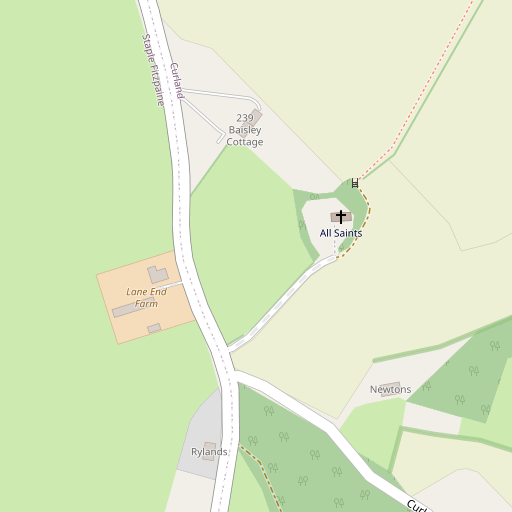 Staple Fitzpaine
Curland
239
Baisley
Cottage
All Saints
Lane End
Farm
Newtons
Rylands
Curl